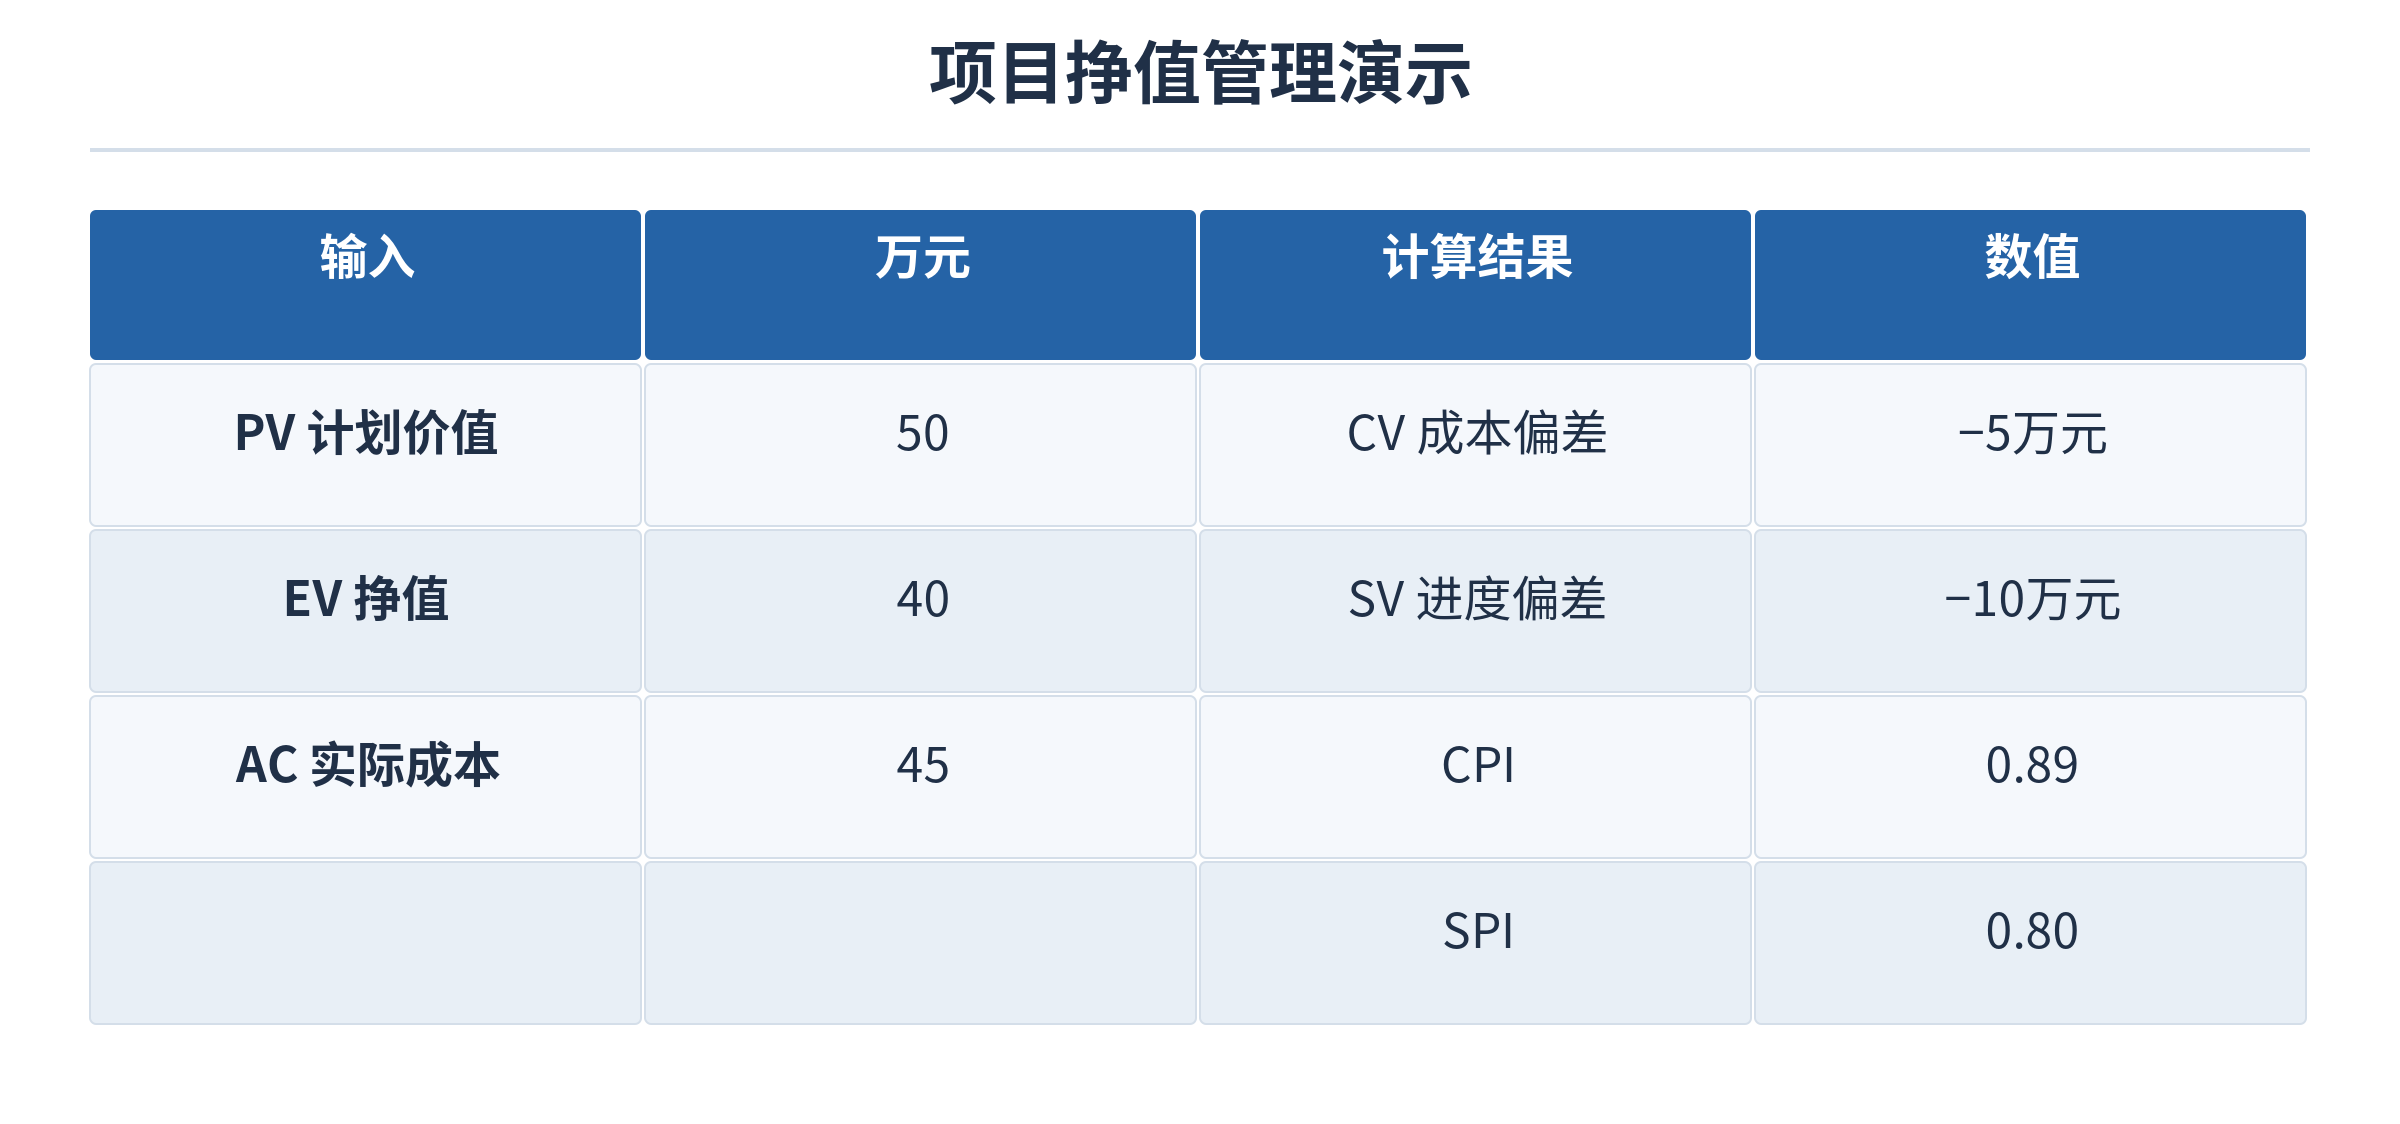 项目挣值管理演示
输入 万元 计算结果 数值
PV 计划价值 50 CV 成本偏差 −5万元
EV 挣值 40 SV 进度偏差 −10万元
AC 实际成本 45 CPI 0.89
SPI 0.80